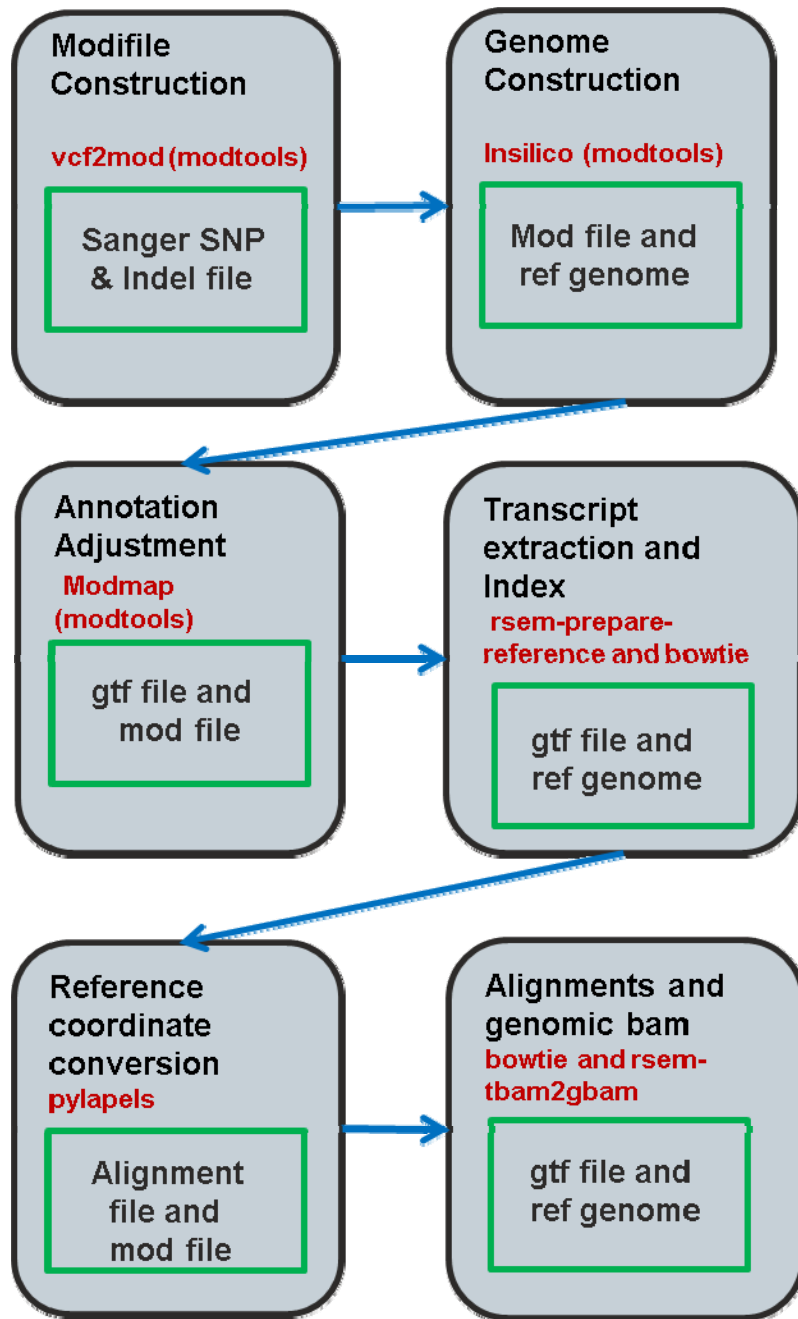 Modifile
Construction
vcf2mod (modtools)
Sanger SNP
& Indel file
Genome
Construction
Insilico (modtools)
Mod file and
ref genome
Annotation
Adjustment
Modmap
(modtools)
gtf file and
mod file
Transcript
extraction and
Index
rsem-prepare-
reference and bowtie
gtf file and
ref genome
Reference
coordinate
conversion
pylapels
Alignment
file and
mod file
Alignments and
genomic bam
bowtie and rsem-
tbam2gbam
gtf file and
ref genome